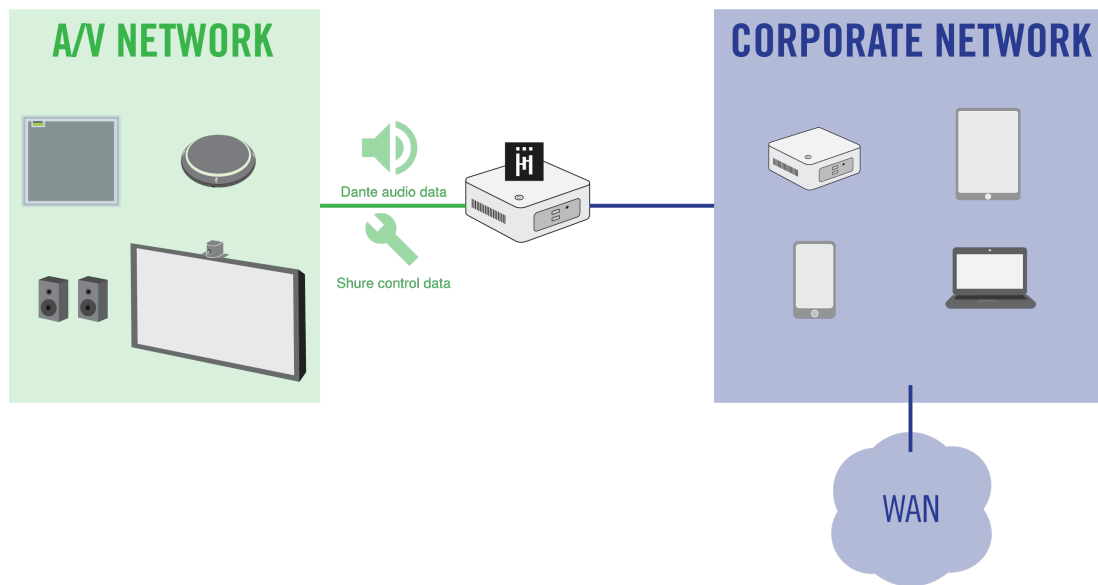 A/V NETWORK
CORPORATE NETWORK
Dante audio data
Shure control data
WAN